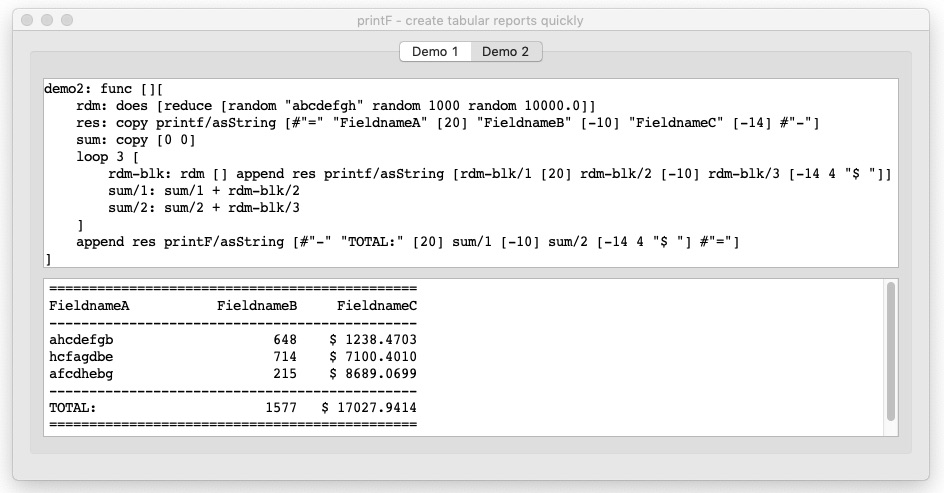 printF - create tabular reports quickly
Demo 1 Demo 2
demo2: func [][
    rdm: does [reduce [random "abcdefgh" random 1000 random 10000.0]]
    res: copy printf/asString [#"=" "FieldnameA" [20] "FieldnameB" [-10] "FieldnameC" [-14] #"-"]
    sum: copy [0 0]
    loop 3 [
        rdm-blk: rdm [] append res printf/asString [rdm-blk/1 [20] rdm-blk/2 [-10] rdm-blk/3 [-14 4 "$ "]]
        sum/1: sum/1 + rdm-blk/2
        sum/2: sum/2 + rdm-blk/3
    ]
    append res printF/asString [#"-" "TOTAL:" [20] sum/1 [-10] sum/2 [-14 4 "$ "] #"="]
]
==============================================
FieldnameA           FieldnameB     FieldnameC
----------------------------------------------
ahcdefgb                    648    $ 1238.4703
hcfagdbe                    714    $ 7100.4010
afcdhebg                    215    $ 8689.0699
----------------------------------------------
TOTAL:                     1577   $ 17027.9414
==============================================